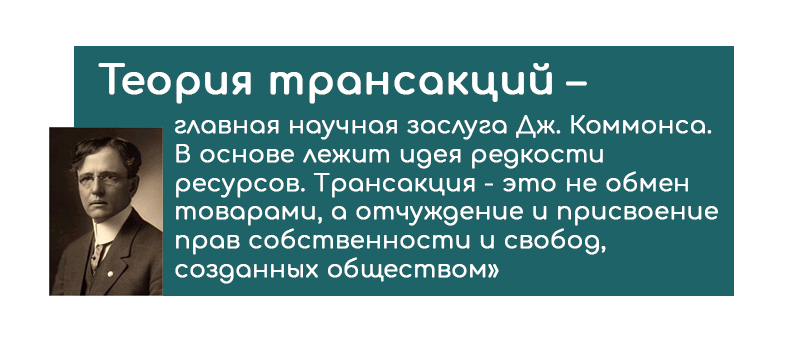 Теория трансакций –
главная научная заслуга Дж. Коммонса.
В основе лежит идея редкости
ресурсов. Трансакция - это не обмен
товарами, а отчуждение и присвоение
прав собственности и свобод,
созданных обществом»